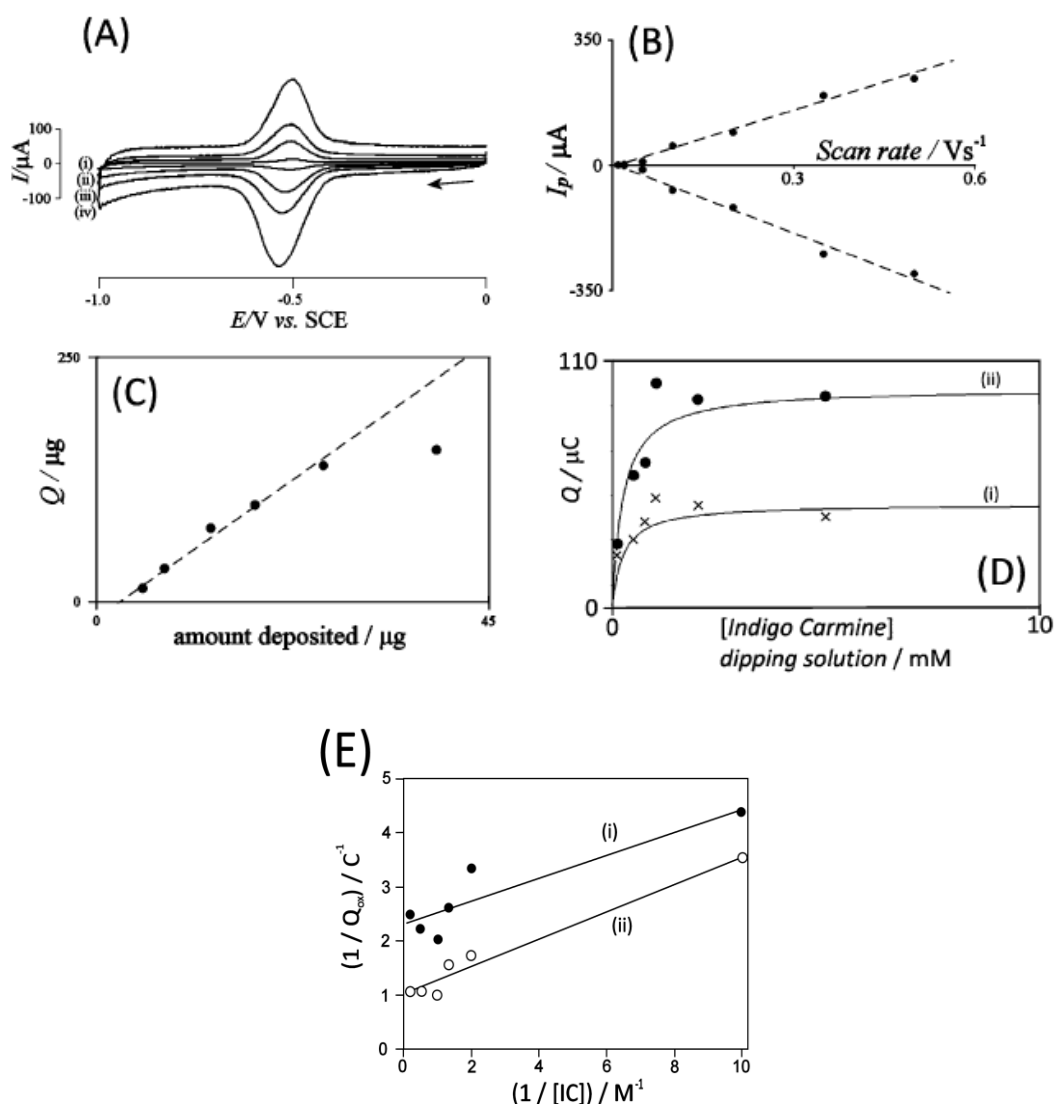 (A)
I/µA
100
0
-100
(i)
(ii)
(iii)
(iv)
-1.0
-0.5
0
E/V vs. SCE
(B)
350
0
-350
I_p / µA
Scan rate / Vs⁻¹
0.3
0.6
(C)
250
0
Q / µg
0
45
amount deposited / µg
(D)
110
0
Q / µC
(ii)
(i)
0
10
[Indigo Carmine]
dipping solution / mM
(E)
5
4
3
2
1
0
(1 / Q_ox) / C⁻¹
(i)
(ii)
0
2
4
6
8
10
(1 / [IC]) / M⁻¹